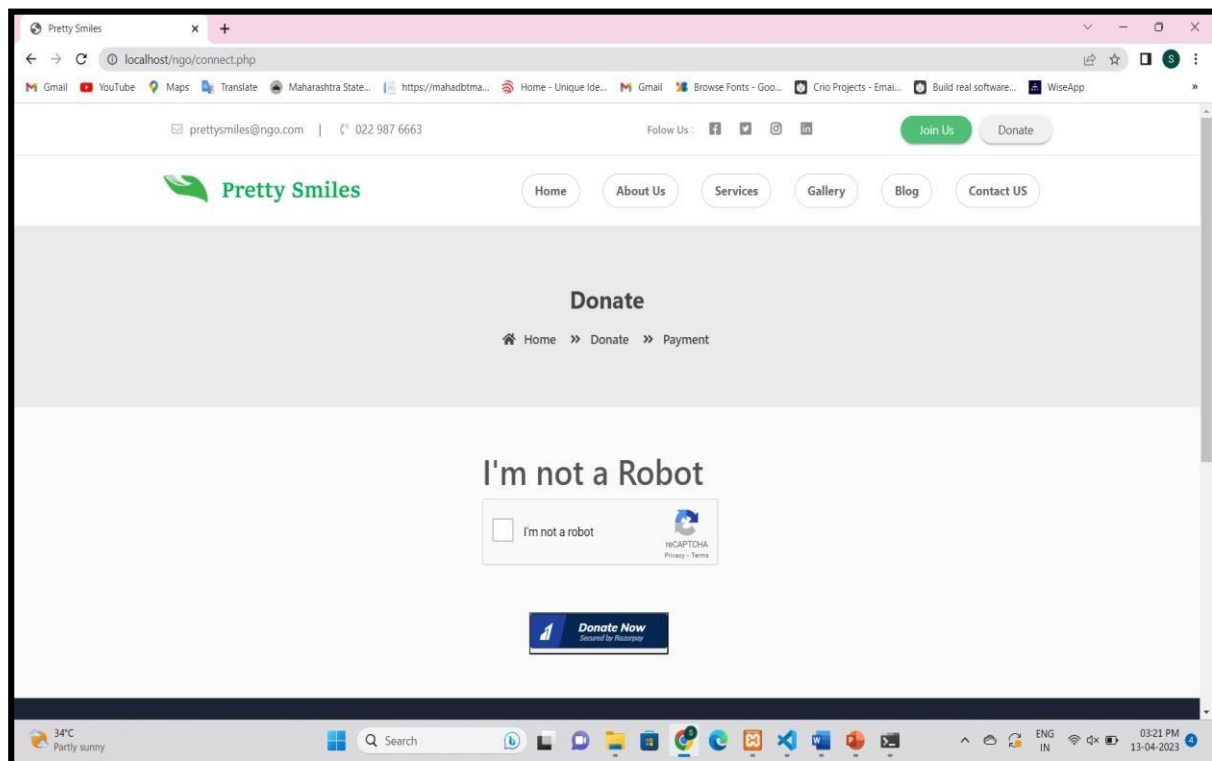 Pretty Smiles
localhost/ngo/connect.php
S
Gmail YouTube Maps Translate Maharashtra State... https://mahadbtma... Home - Unique Ide... Gmail Browse Fonts - Goo... Crio Projects - Emai... Build real software... WiseApp »
prettysmiles@ngo.com | 022 987 6663 Folow Us : Join Us Donate
Pretty Smiles Home About Us Services Gallery Blog Contact US
Donate
Home » Donate » Payment
I'm not a Robot
I'm not a robot
reCAPTCHA
Privacy - Terms
Donate Now
Secured by Razorpay
34°C
Partly sunny
Search
ENG
IN
03:21 PM
13-04-2023
4